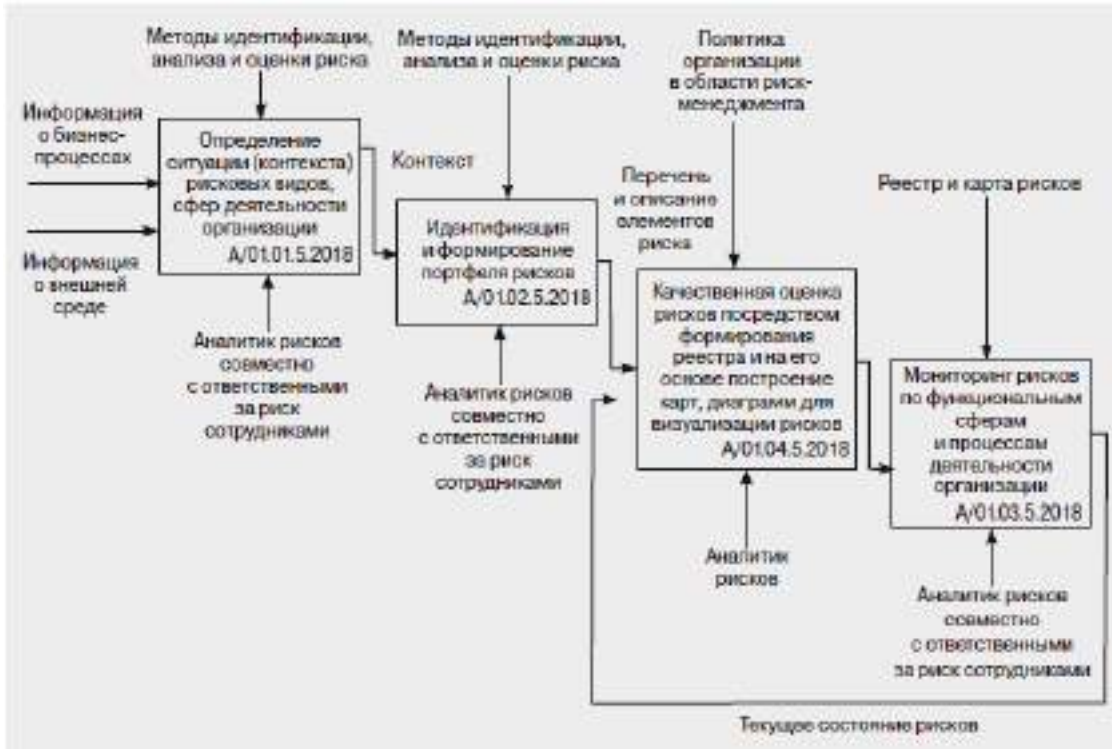 Методы идентификации,
анализа и оценки риска
Методы идентификации,
анализа и оценки риска
Политика
организации
в области риск-
менеджмента
Информация
о бизнес-
процессах
Определение
ситуации (контекста)
рисковых видов,
сфер деятельности
организации
А/01.01.5.2018
Контекст
Перечень
и описание
элементов
риска
Реестр и карта рисков
Информация
о внешней
среде
Идентификация
и формирование
портфеля рисков
А/01.02.5.2018
Качественная оценка
рисков посредством
формирования
реестра и на его
основе построение
карт, диаграмм для
визуализации рисков
А/01.04.5.2018
Аналитик рисков
совместно
с ответственными
за риск
сотрудниками
Аналитик рисков
совместно
с ответственными
за риск
сотрудниками
Мониторинг рисков
по функциональным
сферам
и процессам
деятельности
организации
А/01.03.5.2018
Аналитик
рисков
Аналитик рисков
совместно
с ответственными
за риск сотрудниками
Текущее состояние рисков